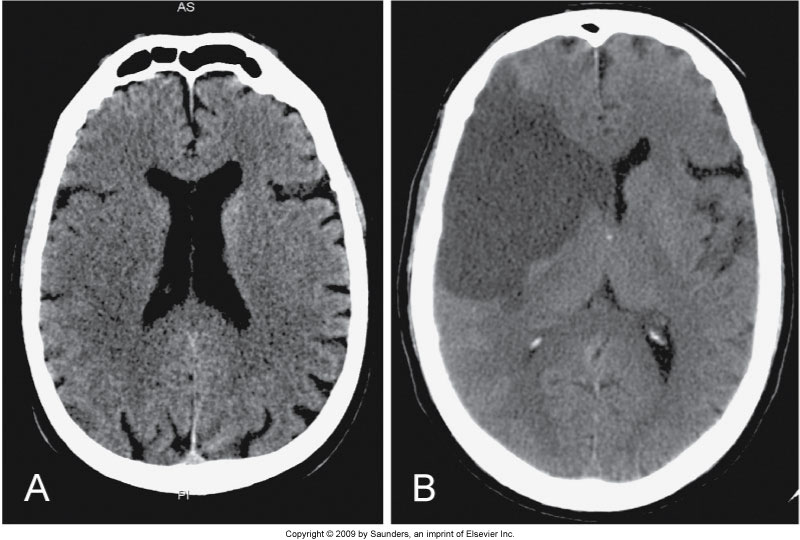 AS
A
PI
B
Copyright © 2009 by Saunders, an imprint of Elsevier Inc.